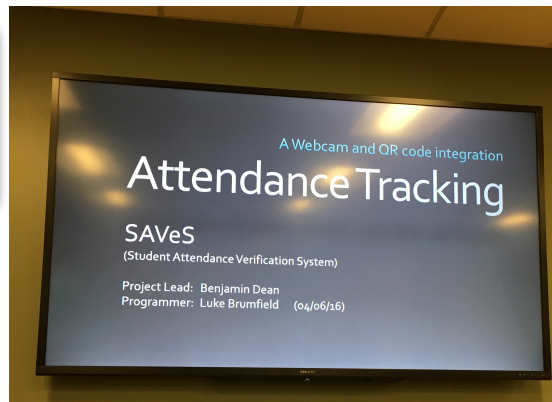 A Webcam and QR code integration
Attendance Tracking
SAVeS
(Student Attendance Verification System)
Project Lead: Benjamin Dean
Programmer: Luke Brumfield (04/06/16)